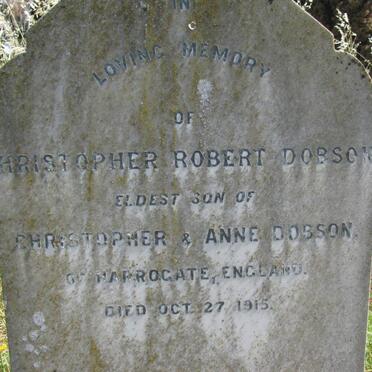 IN
LOVING MEMORY
OF
CHRISTOPHER ROBERT DOBSON
ELDEST SON OF
CHRISTOPHER & ANNE DOBSON.
OF HARROGATE, ENGLAND.
DIED OCT. 27, 1915.